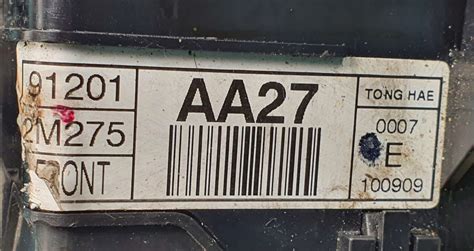 91201
2M275
FRONT
AA27
TONG HAE
0007
E
100909